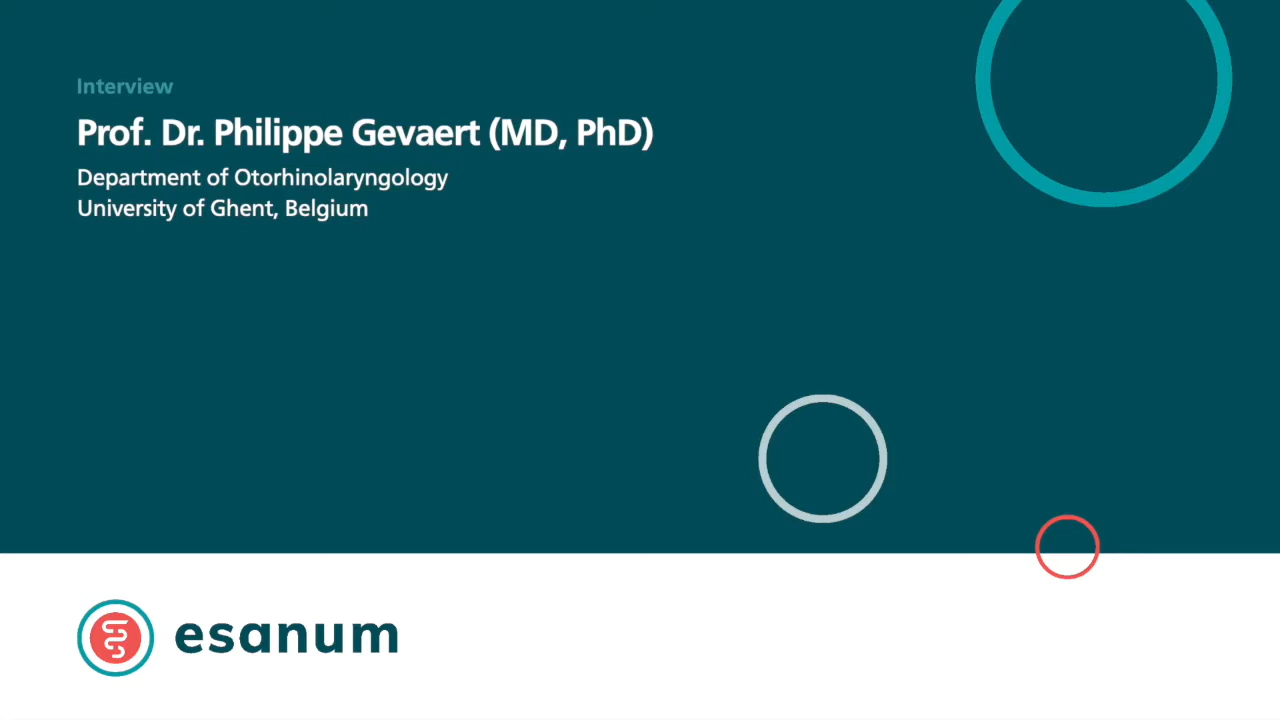 Interview
Prof. Dr. Philippe Gevaert (MD, PhD)
Department of Otorhinolaryngology
University of Ghent, Belgium
esanum